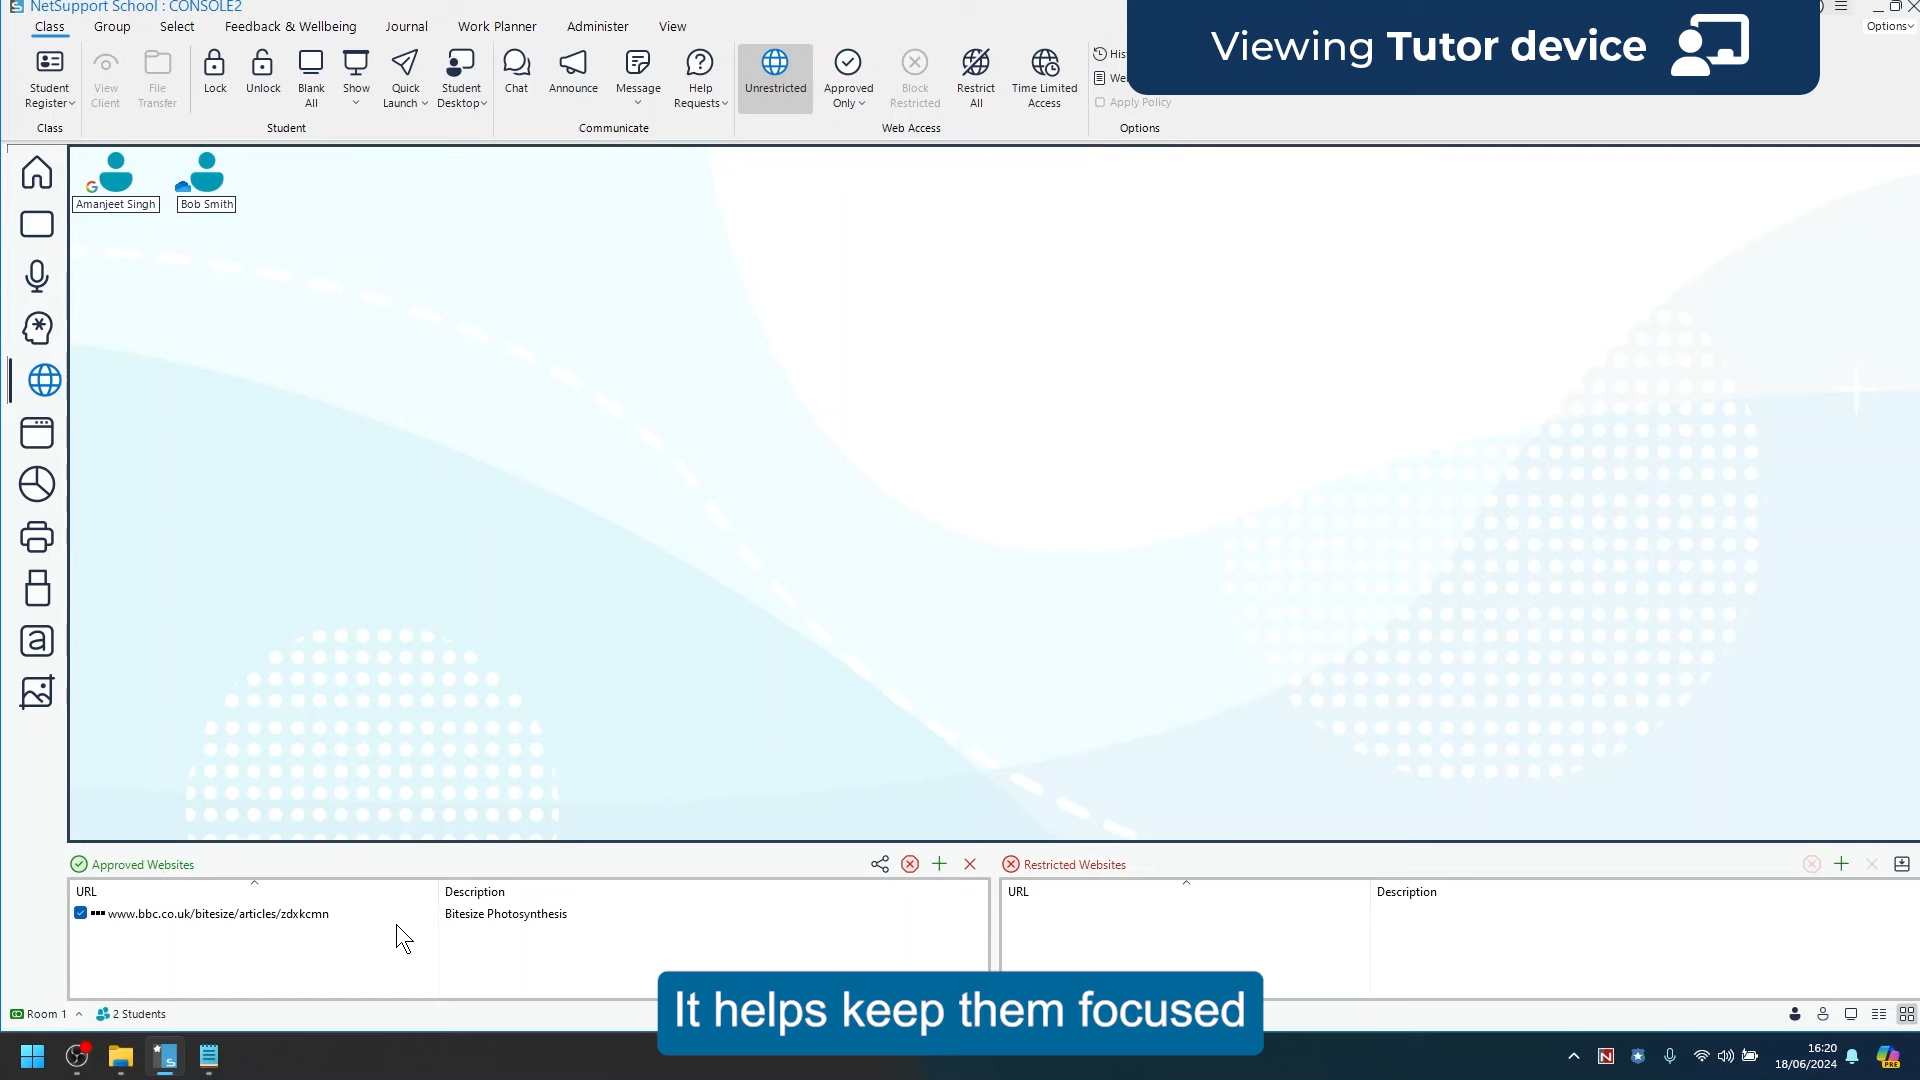 NetSupport School : CONSOLE2
Options
Class
Group
Select
Feedback & Wellbeing
Journal
Work Planner
Administer
View
Viewing Tutor device
Student Register
View Client
File Transfer
Lock
Unlock
Blank All
Show
Quick Launch
Student Desktop
Chat
Announce
Message
Help Requests
Unrestricted
Approved Only
Block Restricted
Restrict All
Time Limited Access
Apply Policy
Class
Student
Communicate
Web Access
Options
Amanjeet Singh
Bob Smith
Approved Websites
URL
Description
www.bbc.co.uk/bitesize/articles/zdxkcmn
Bitesize Photosynthesis
Restricted Websites
URL
Description
It helps keep them focused
Room 1
2 Students
16:20
18/06/2024